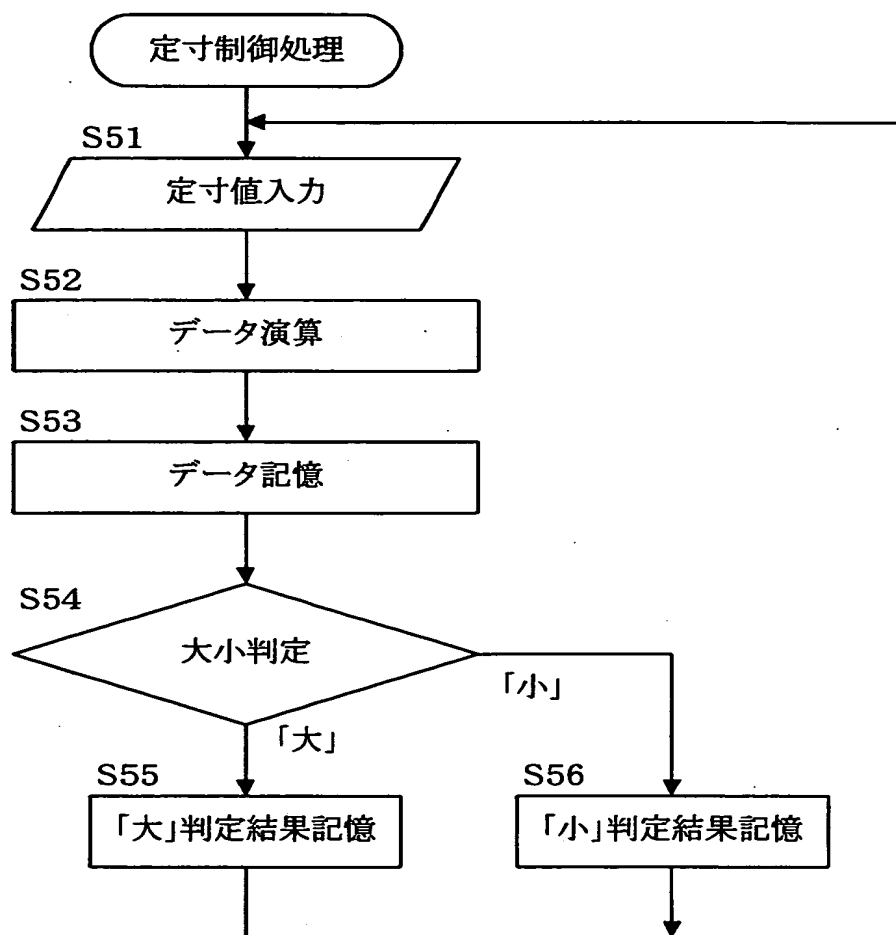 定寸制御処理
S51
定寸値入力
S52
データ演算
S53
データ記憶
S54
大小判定
「小」
「大」
S55
「大」判定結果記憶
S56
「小」判定結果記憶